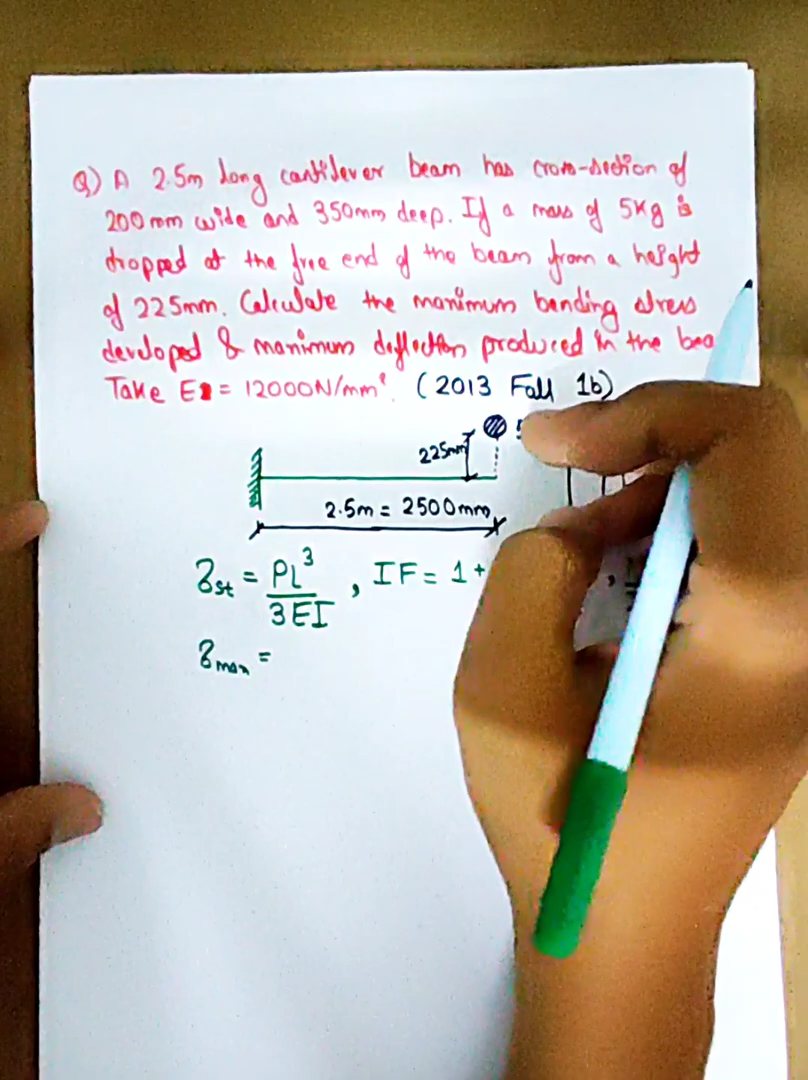 Q) A 2.5m long cantilever beam has cross-section of
200mm wide and 350mm deep. If a mass of 5Kg is
dropped at the free end of the beam from a height
of 225mm. Calculate the maximum bending stress
developed & maximum deflection produced in the bea
Take E = 12000N/mm². (2013 Fall 1b)
225mm
2.5m = 2500mm
δst = PL³/3EI , IF = 1+
δmax =